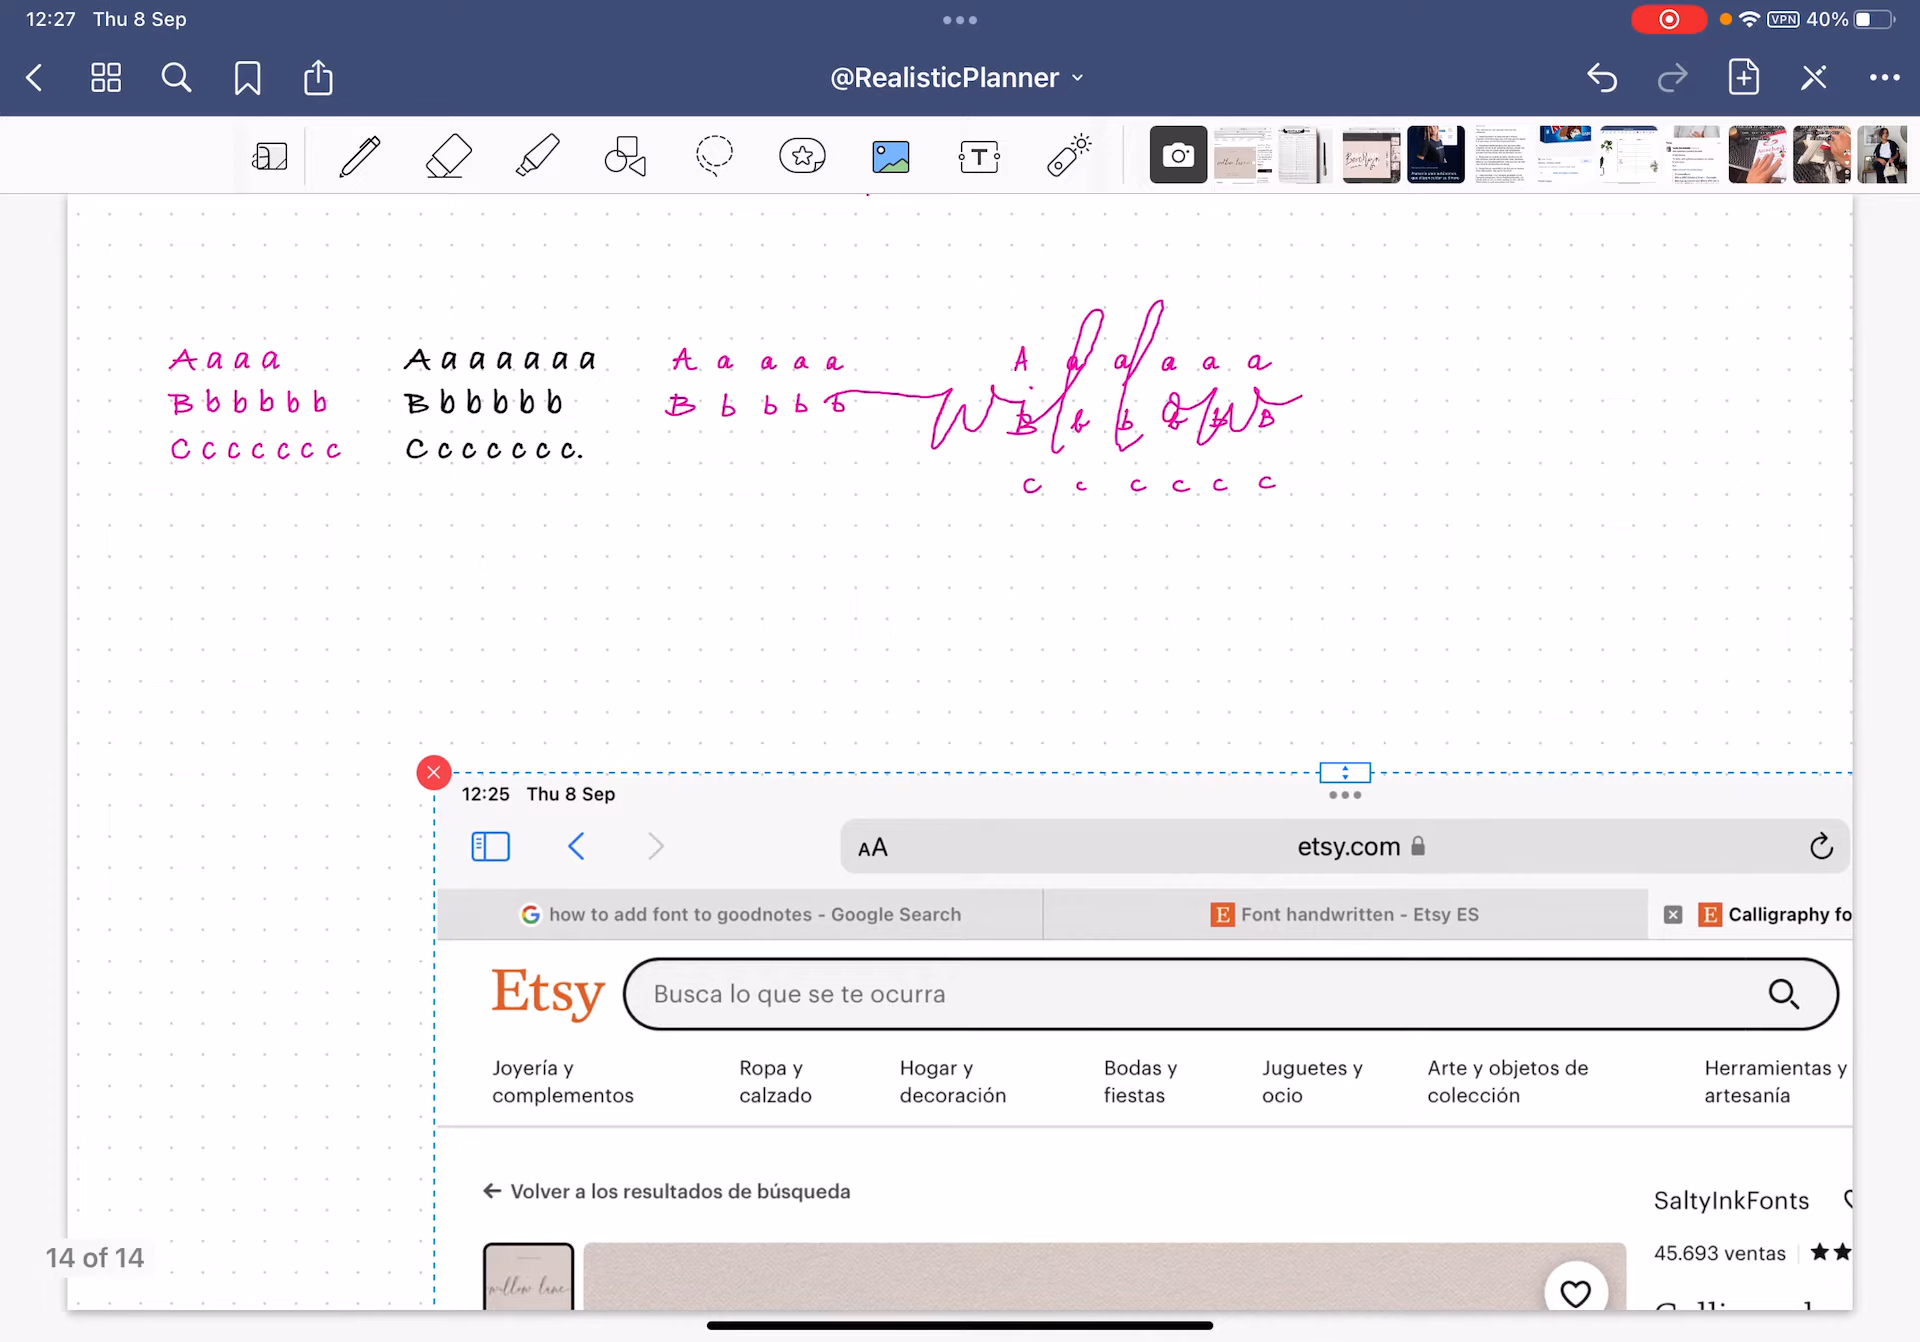 12:27 Thu 8 Sep
VPN 40%
@RealisticPlanner
A a a a
B b b b b b
C c c c c c c
A a a a a a a
B b b b b b
C c c c c c c.
A a a a a
B b b b b
A a a a a a
Willow
B b b b b B
c c c c c c
12:25 Thu 8 Sep
AA
etsy.com
how to add font to goodnotes - Google Search
Font handwritten - Etsy ES
Calligraphy fo
Etsy
Busca lo que se te ocurra
Joyería y complementos
Ropa y calzado
Hogar y decoración
Bodas y fiestas
Juguetes y ocio
Arte y objetos de colección
Herramientas y artesanía
Volver a los resultados de búsqueda
SaltyInkFonts
45.693 ventas
willow lane
14 of 14